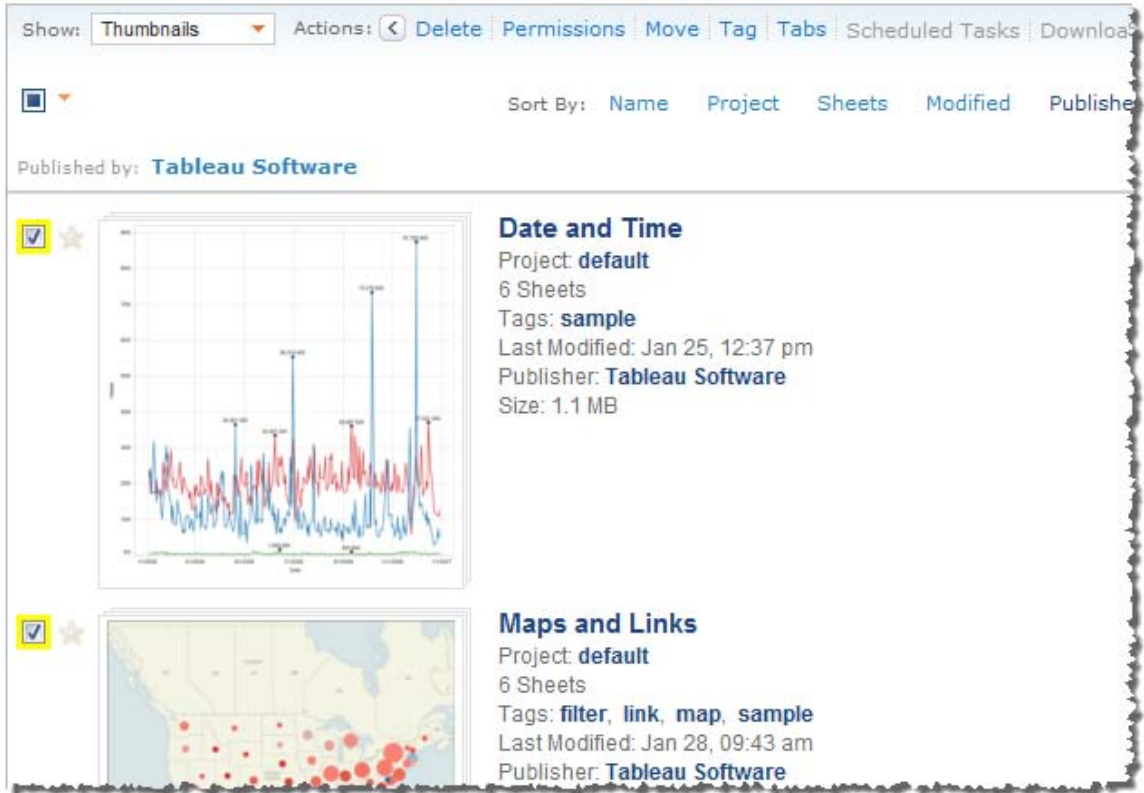 Show: Thumbnails Actions: Delete Permissions Move Tag Tabs Scheduled Tasks
Sort By: Name Project Sheets Modified
Published by: Tableau Software
Date and Time
Project: default
6 Sheets
Tags: sample
Last Modified: Jan 25, 12:37 pm
Publisher: Tableau Software
Size: 1.1 MB
Maps and Links
Project: default
6 Sheets
Tags: filter, link, map, sample
Last Modified: Jan 28, 09:43 am
Publisher: Tableau Software